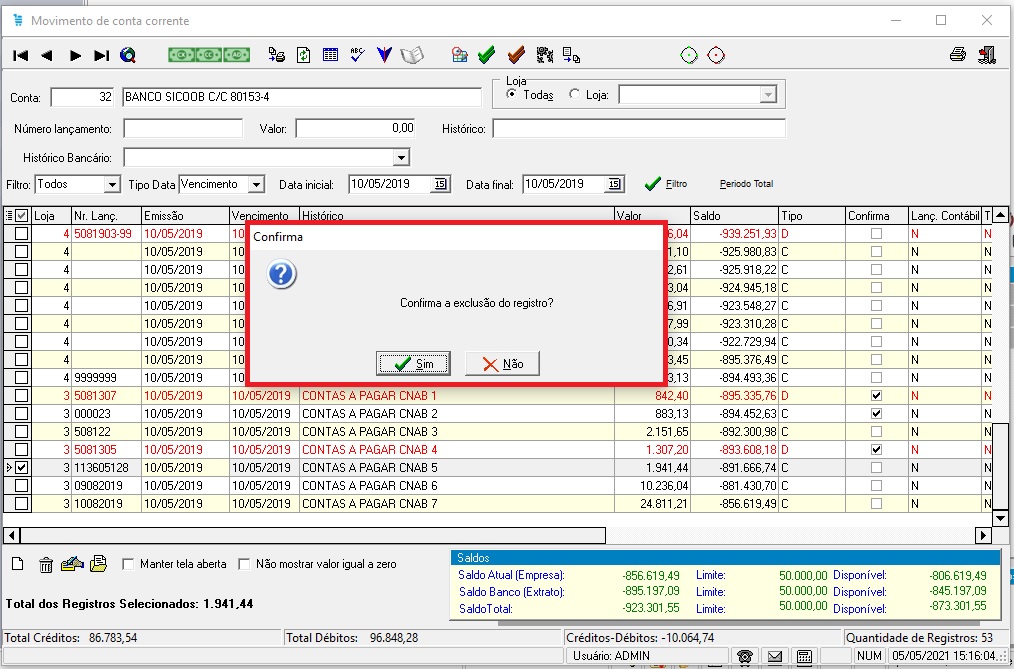 Movimento de conta corrente
Conta: 32 BANCO SICOOB C/C 80153-4 Loja Todas Loja:
Número lançamento: Valor: 0,00 Histórico:
Histórico Bancário:
Filtro: Todos Tipo Data Vencimento Data inicial: 10/05/2019 15 Data final: 10/05/2019 15 Filtro Periodo Total
Loja Nr. Lanç. Emissão Vencimento Histórico Valor Saldo Tipo Confirma Lanç. Contábil T
4 5081903-99 10/05/2019 10 6,04 -939.251,93 D N N
4 10/05/2019 10 1,10 -925.980,83 C N N
4 10/05/2019 10 2,61 -925.918,22 C N N
4 10/05/2019 10 3,04 -924.945,18 C N N
4 10/05/2019 10 6,91 -923.548,27 C N N
4 10/05/2019 10 7,99 -923.310,28 C N N
4 10/05/2019 10 0,34 -922.729,94 C N N
4 10/05/2019 10 3,45 -895.376,49 C N N
4 9999999 10/05/2019 10 3,13 -894.493,36 C N N
3 5081307 10/05/2019 10/05/2019 CONTAS A PAGAR CNAB 1 842,40 -895.335,76 D N N
3 000023 10/05/2019 10/05/2019 CONTAS A PAGAR CNAB 2 883,13 -894.452,63 C N N
3 508122 10/05/2019 10/05/2019 CONTAS A PAGAR CNAB 3 2.151,65 -892.300,98 C N N
3 5081305 10/05/2019 10/05/2019 CONTAS A PAGAR CNAB 4 1.307,20 -893.608,18 D N N
3 113605128 10/05/2019 10/05/2019 CONTAS A PAGAR CNAB 5 1.941,44 -891.666,74 C N N
3 09082019 10/05/2019 10/05/2019 CONTAS A PAGAR CNAB 6 10.236,04 -881.430,70 C N N
3 10082019 10/05/2019 10/05/2019 CONTAS A PAGAR CNAB 7 24.811,21 -856.619,49 C N N
Confirma
Confirma a exclusão do registro?
Sim Não
Manter tela aberta Não mostrar valor igual a zero
Total dos Registros Selecionados: 1.941,44
Saldos
Saldo Atual (Empresa): -856.619,49 Limite: 50.000,00 Disponível: -806.619,49
Saldo Banco (Extrato): -895.197,09 Limite: 50.000,00 Disponível: -845.197,09
SaldoTotal: -923.301,55 Limite: 50.000,00 Disponível: -873.301,55
Total Créditos: 86.783,54 Total Débitos: 96.848,28 Créditos-Débitos: -10.064,74 Quantidade de Registros: 53
Usuário: ADMIN NUM 05/05/2021 15:16:04